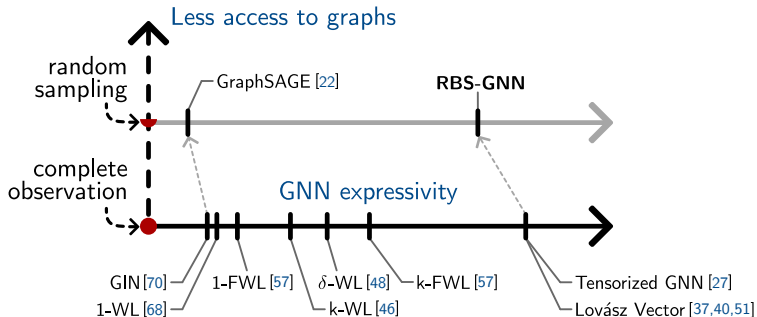 Less access to graphs
random
sampling
GraphSAGE [22]
RBS-GNN
complete
observation
GNN expressivity
GIN [70]
1-FWL [57]
δ-WL [48]
k-FWL [57]
Tensorized GNN [27]
1-WL [68]
k-WL [46]
Lovász Vector [37,40,51]